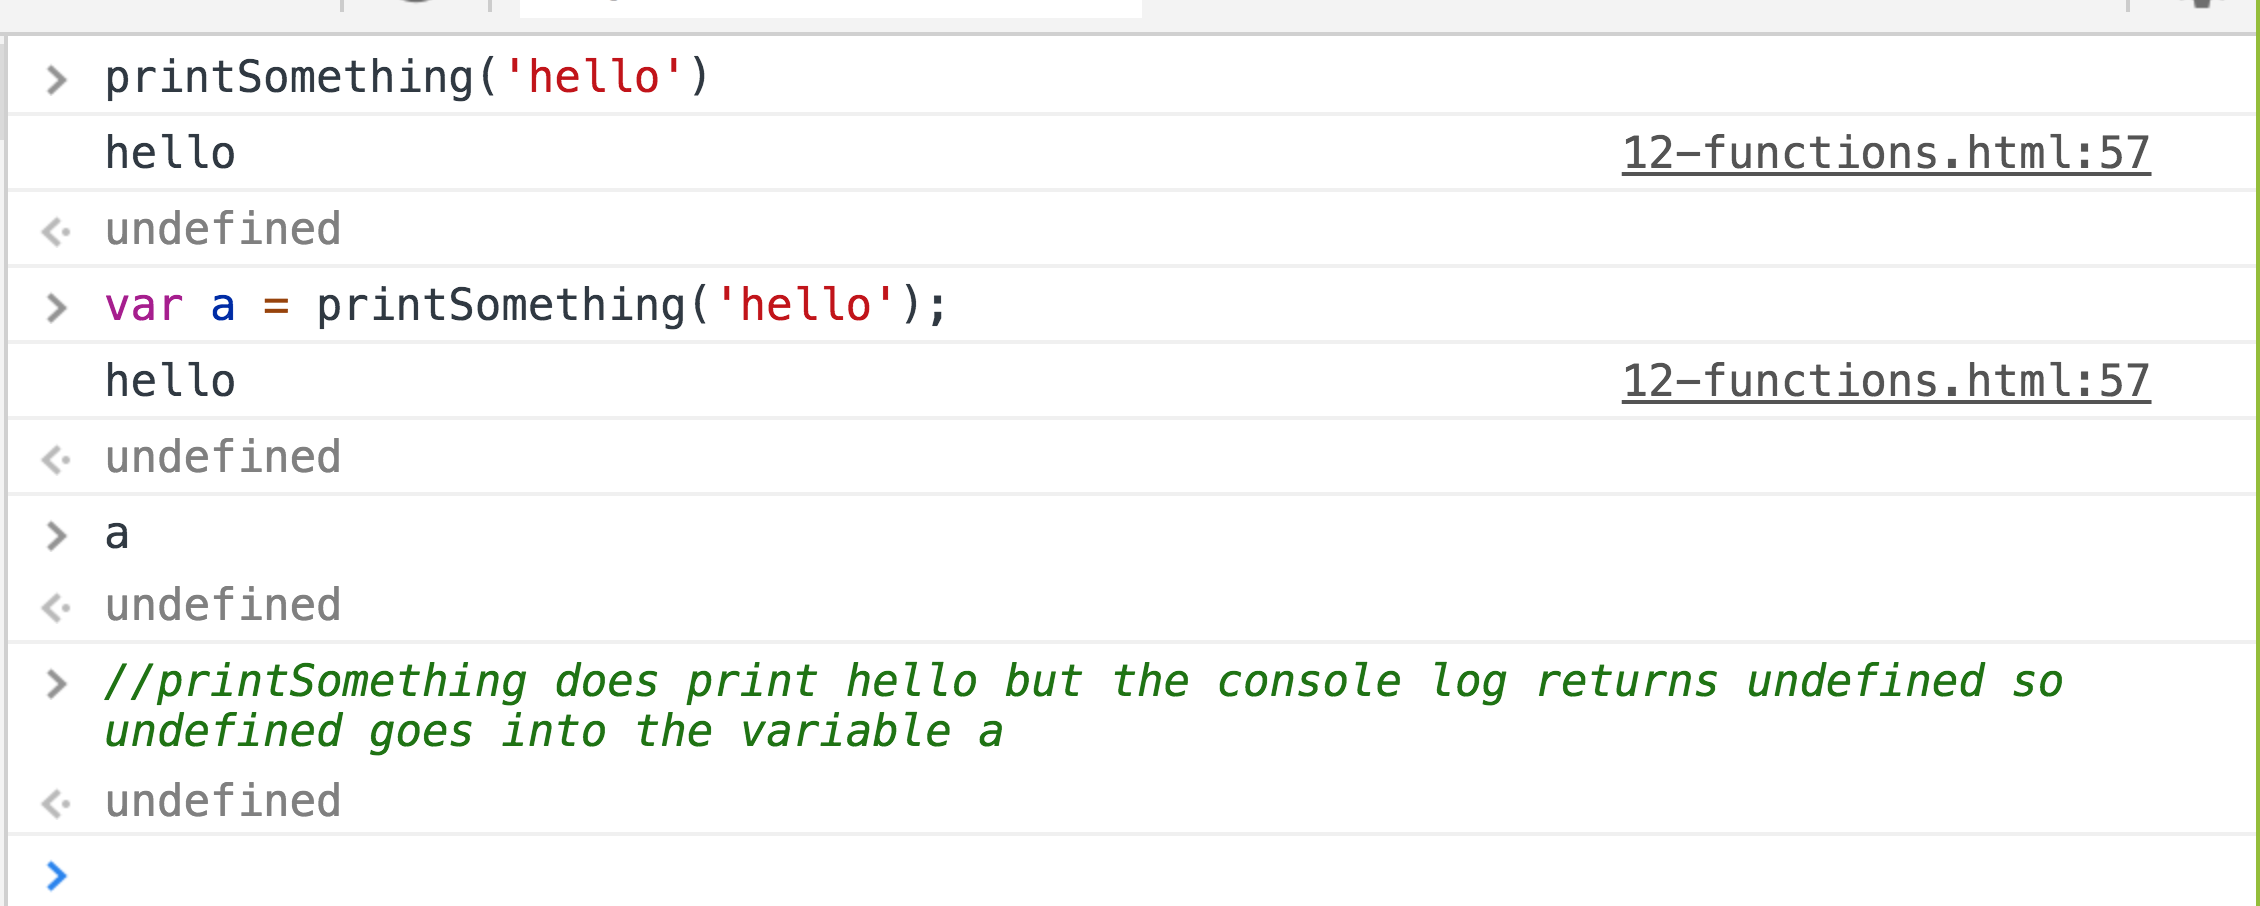 printSomething('hello')
hello 12-functions.html:57
undefined
var a = printSomething('hello');
hello 12-functions.html:57
undefined
a
undefined
//printSomething does print hello but the console log returns undefined so
undefined goes into the variable a
undefined